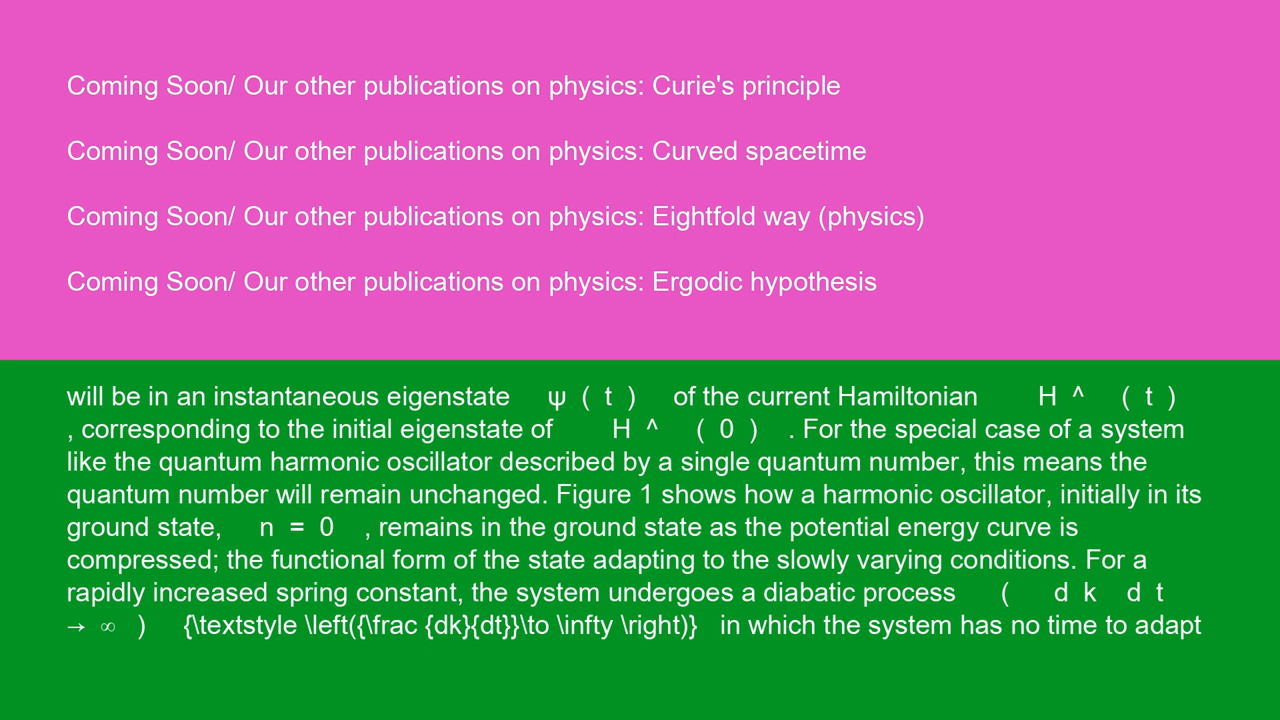 Coming Soon/ Our other publications on physics: Curie's principle
Coming Soon/ Our other publications on physics: Curved spacetime
Coming Soon/ Our other publications on physics: Eightfold way (physics)
Coming Soon/ Our other publications on physics: Ergodic hypothesis
will be in an instantaneous eigenstate ψ ( t ) of the current Hamiltonian H ^ ( t )
, corresponding to the initial eigenstate of H ^ ( 0 ) . For the special case of a system
like the quantum harmonic oscillator described by a single quantum number, this means the
quantum number will remain unchanged. Figure 1 shows how a harmonic oscillator, initially in its
ground state, n = 0 , remains in the ground state as the potential energy curve is
compressed; the functional form of the state adapting to the slowly varying conditions. For a
rapidly increased spring constant, the system undergoes a diabatic process ( d k d t
→ ∞ ) {\textstyle \left({\frac {dk}{dt}}\to \infty \right)} in which the system has no time to adapt